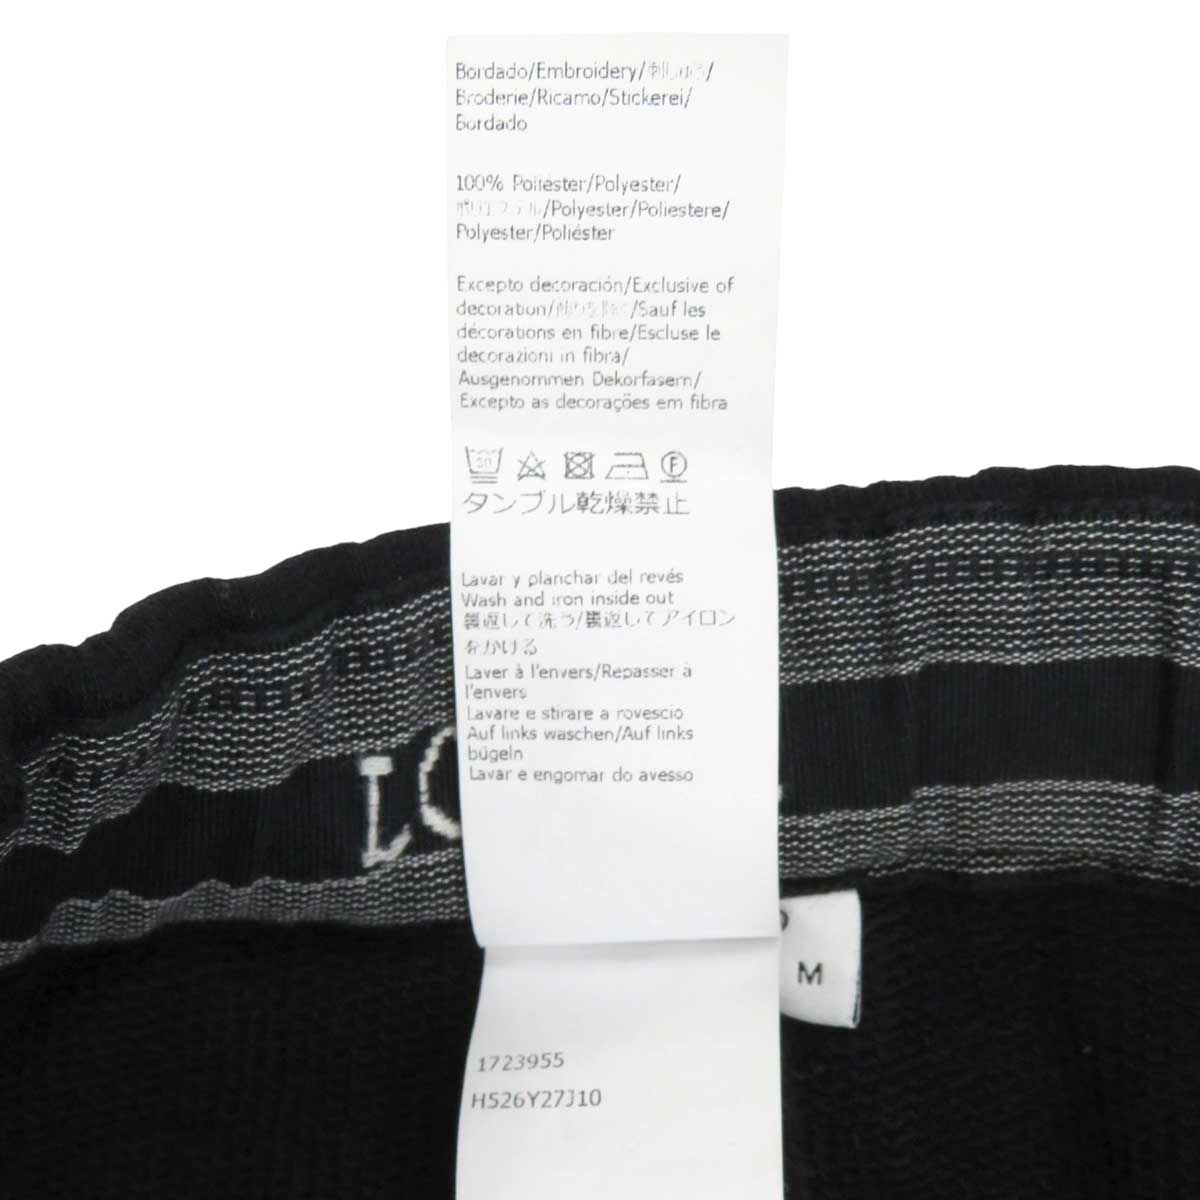 Bordado/Embroidery/刺しゅう/
Broderie/Ricamo/Stickerei/
Bordado
100% Poliéster/Polyester/
ポリエステル/Polyester/Poliestere/
Polyester/Poliéster
Excepto decoración/Exclusive of
decoration/飾りを除く/Sauf les
décorations en fibre/Escluse le
decorazioni in fibra/
Ausgenommen Dekorfasern/
Excepto as decorações em fibra
30
F
タンブル乾燥禁止
Lavar y planchar del revés
Wash and iron inside out
裏返して洗う/裏返してアイロン
をかける
Laver à l'envers/Repasser à
l'envers
Lavare e stirare a rovescio
Auf links waschen/Auf links
bügeln
Lavar e engomar do avesso
LO
M
1723955
H526Y27J10